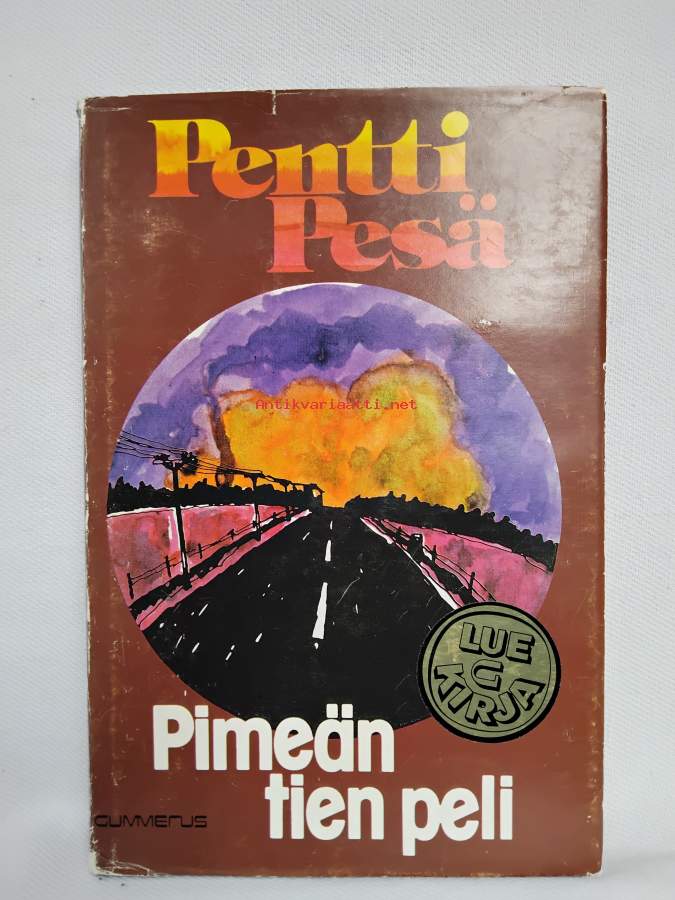 Pentti
Pesä
Antikvariaatti.net
LUE
G
KIRJA
Pimeän
tien peli
GUMMERUS